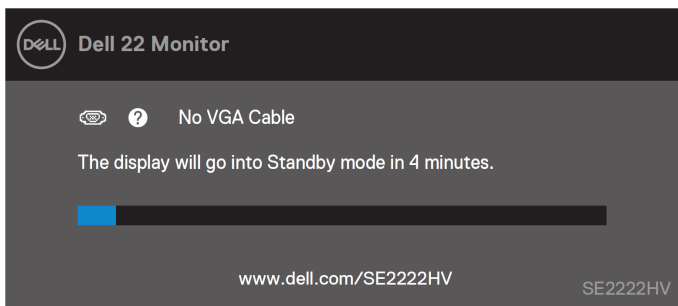 DELL
Dell 22 Monitor
? No VGA Cable
The display will go into Standby mode in 4 minutes.
www.dell.com/SE2222HV
SE2222HV